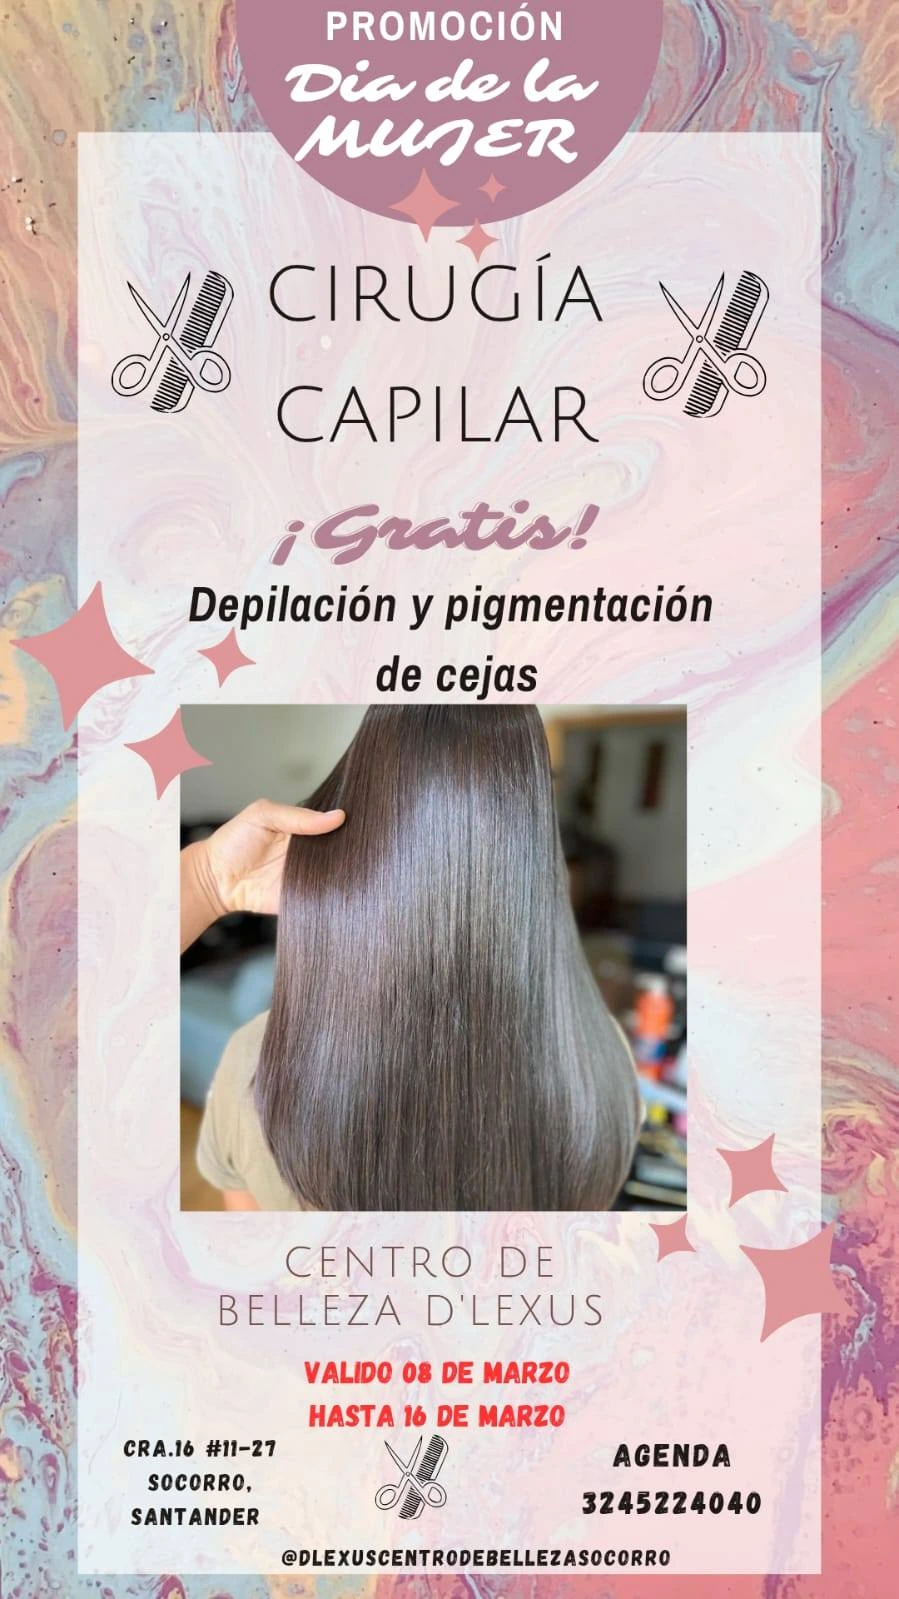 PROMOCIÓN
Dia de la
MUJER
CIRUGÍA
CAPILAR
¡Gratis!
Depilación y pigmentación
de cejas
CENTRO DE
BELLEZA D'LEXUS
VALIDO 08 DE MARZO
HASTA 16 DE MARZO
CRA.16 #11-27
SOCORRO,
SANTANDER
AGENDA
3245224040
@DLEXUSCENTRODEBELLEZASOCORRO